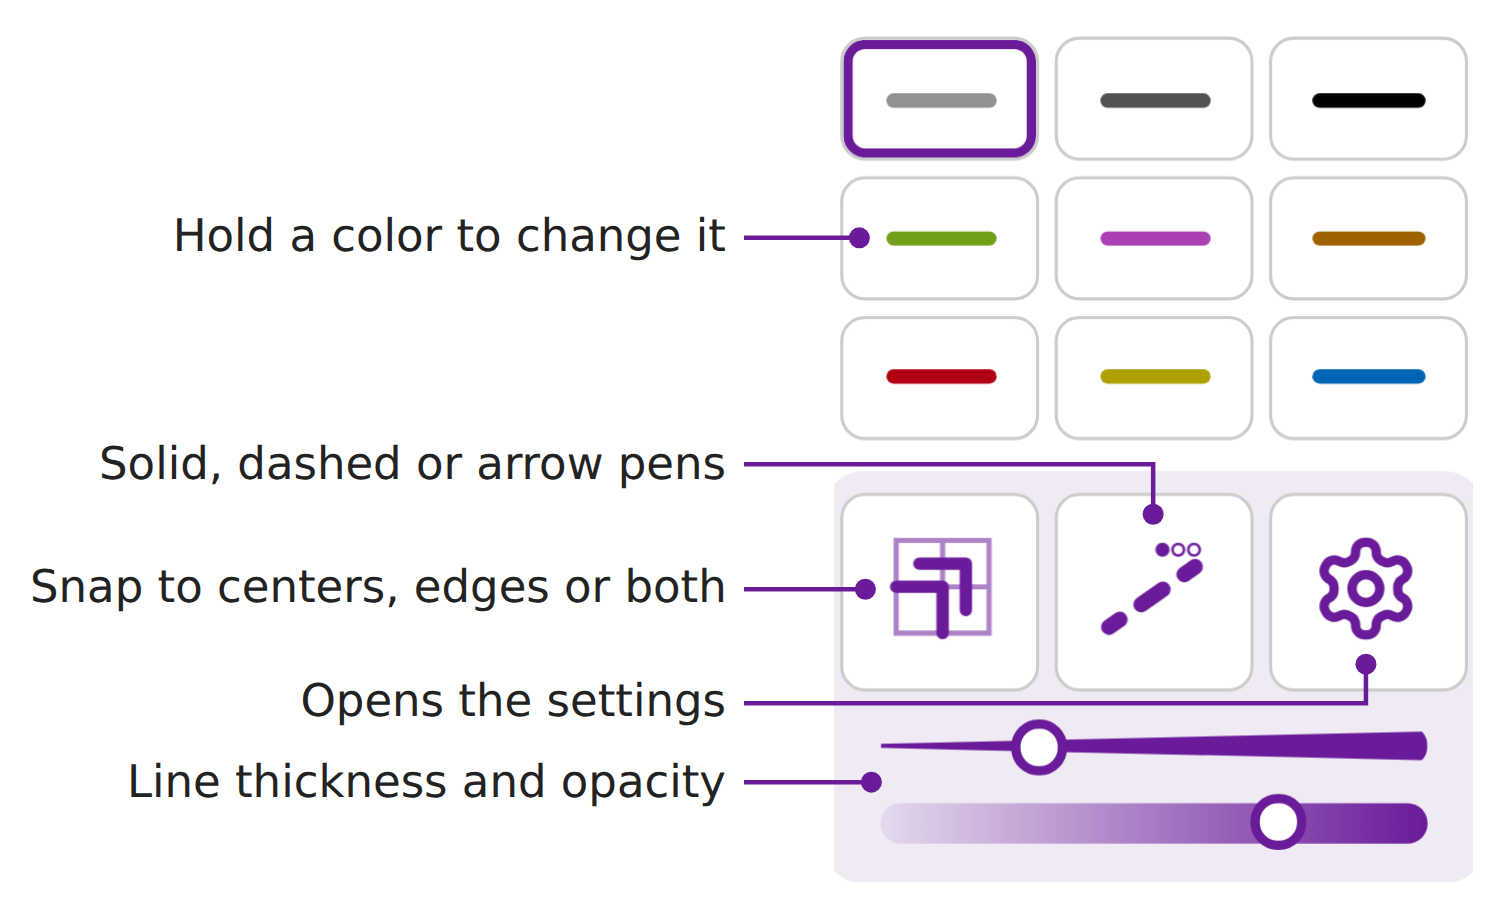 Hold a color to change it
Solid, dashed or arrow pens
Snap to centers, edges or both
Opens the settings
Line thickness and opacity